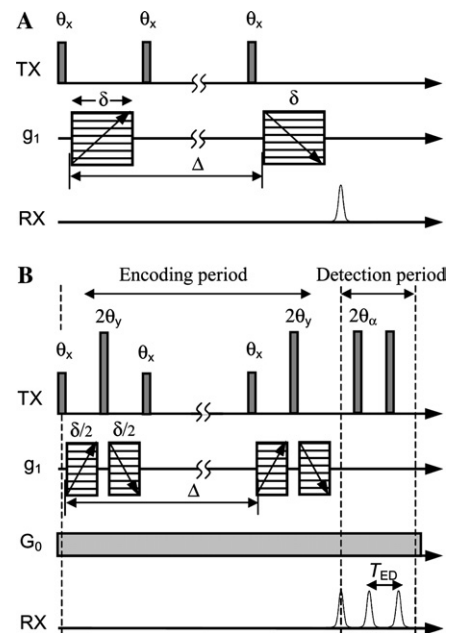 A
θx θx θx
TX
δ δ
g1
Δ
RX
B Encoding period Detection period
2θy 2θy 2θα
θx θx θx
TX
δ/2 δ/2
g1
Δ
G0
TED
RX